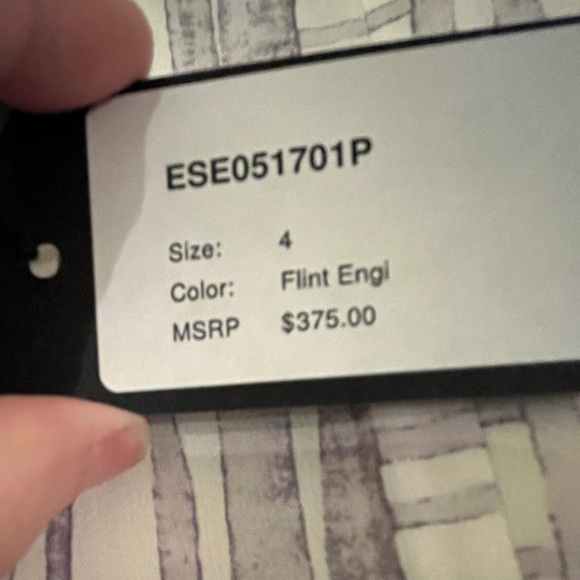 ESE051701P
Size: 4
Color: Flint Engi
MSRP $375.00